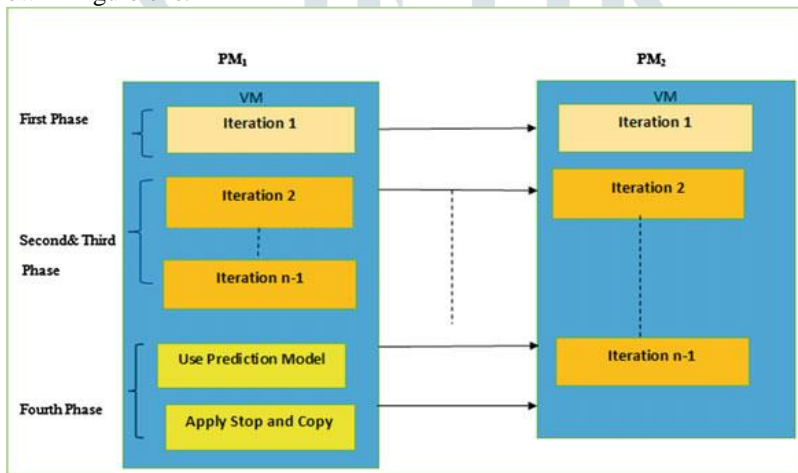 PM₁ PM₂
VM VM
First Phase Iteration 1 Iteration 1
Iteration 2 Iteration 2
Second& Third
Phase
Iteration n-1
Use Prediction Model Iteration n-1
Fourth Phase Apply Stop and Copy